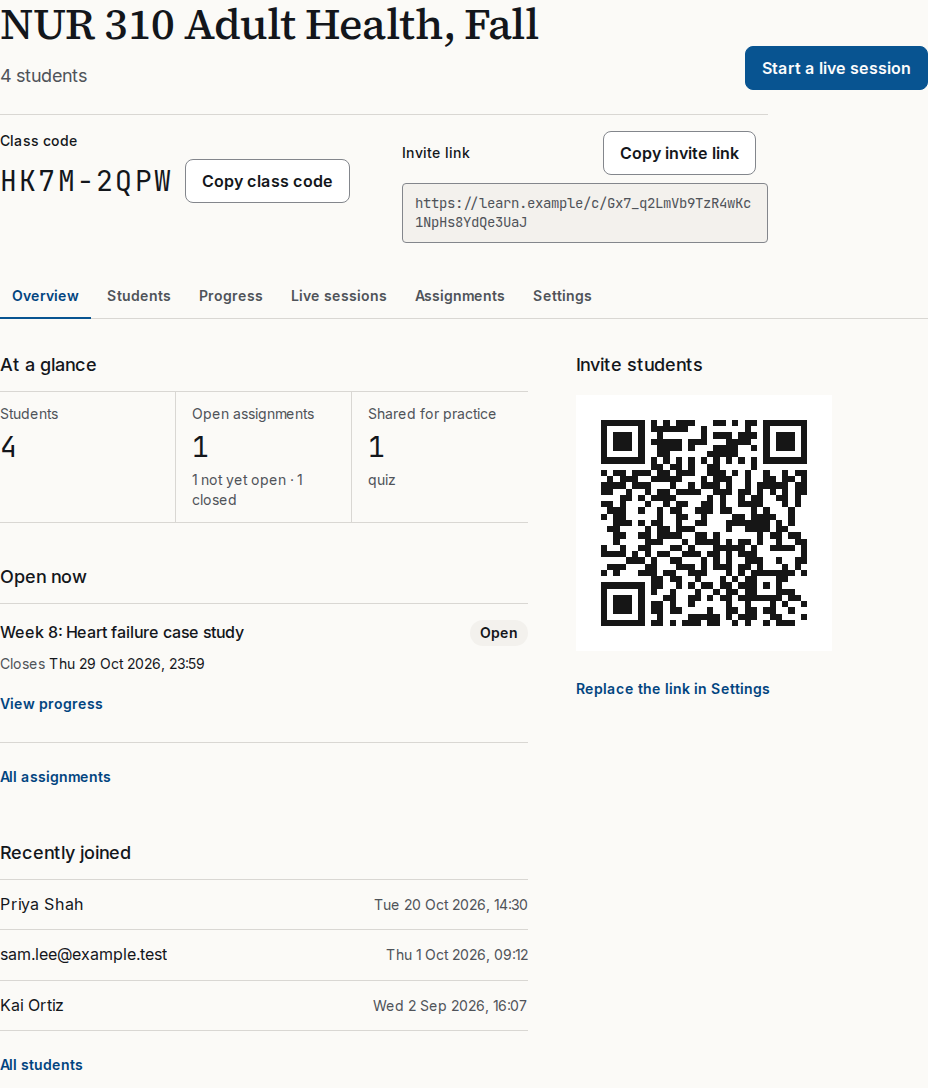 NUR 310 Adult Health, Fall
4 students
Start a live session
Class code
HK7M-2QPW
Copy class code
Invite link
Copy invite link
https://learn.example/c/Gx7_q2LmVb9TzR4wKc
1NpHs8YdQe3UaJ
Overview
Students
Progress
Live sessions
Assignments
Settings
At a glance
Students
4
Open assignments
1
1 not yet open · 1
closed
Shared for practice
1
quiz
Open now
Week 8: Heart failure case study
Open
Closes Thu 29 Oct 2026, 23:59
View progress
All assignments
Recently joined
Priya Shah
Tue 20 Oct 2026, 14:30
sam.lee@example.test
Thu 1 Oct 2026, 09:12
Kai Ortiz
Wed 2 Sep 2026, 16:07
All students
Invite students
Replace the link in Settings